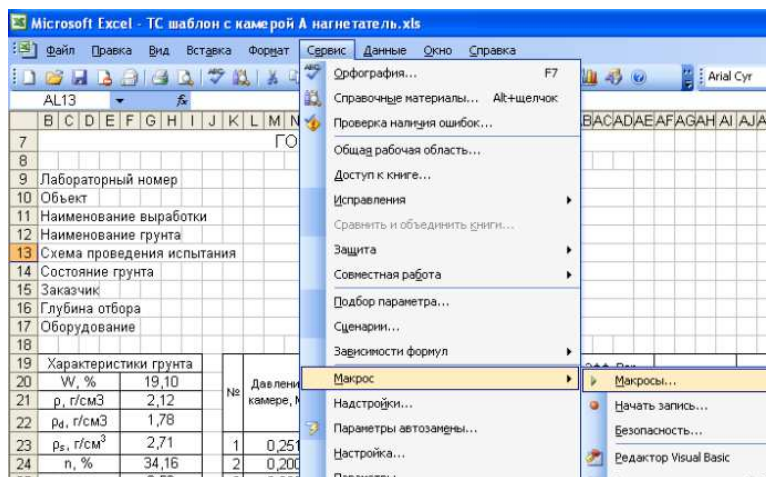 Microsoft Excel - ТС шаблон с камерой А нагнетатель.xls
Файл Правка Вид Вставка Формат Сервис Данные Окно Справка
Arial Cyr
AL13 fx
Орфография... F7
Справочные материалы... Alt+щелчок
Проверка наличия ошибок...
Общая рабочая область...
Доступ к книге...
Исправления
Сравнить и объединить книги...
Защита
Совместная работа
Подбор параметра...
Сценарии...
Зависимости формул
Макрос
Надстройки...
Параметры автозамены...
Настройка...
Макросы...
Начать запись...
Безопасность...
Редактор Visual Basic
B C D E F G H I J K L M N AC AD AE AF AG AH AI AJ
7 ГО
8
9 Лабораторный номер
10 Объект
11 Наименование выработки
12 Наименование грунта
13 Схема проведения испытания
14 Состояние грунта
15 Заказчик
16 Глубина отбора
17 Оборудование
18
19 Характеристики грунта
20 W, % 19,10
21 ρ, г/см3 2,12
22 ρd, г/см3 1,78
23 ρs, г/см³ 2,71 1 0,251
24 n, % 34,16 2 0,200
№
камере,